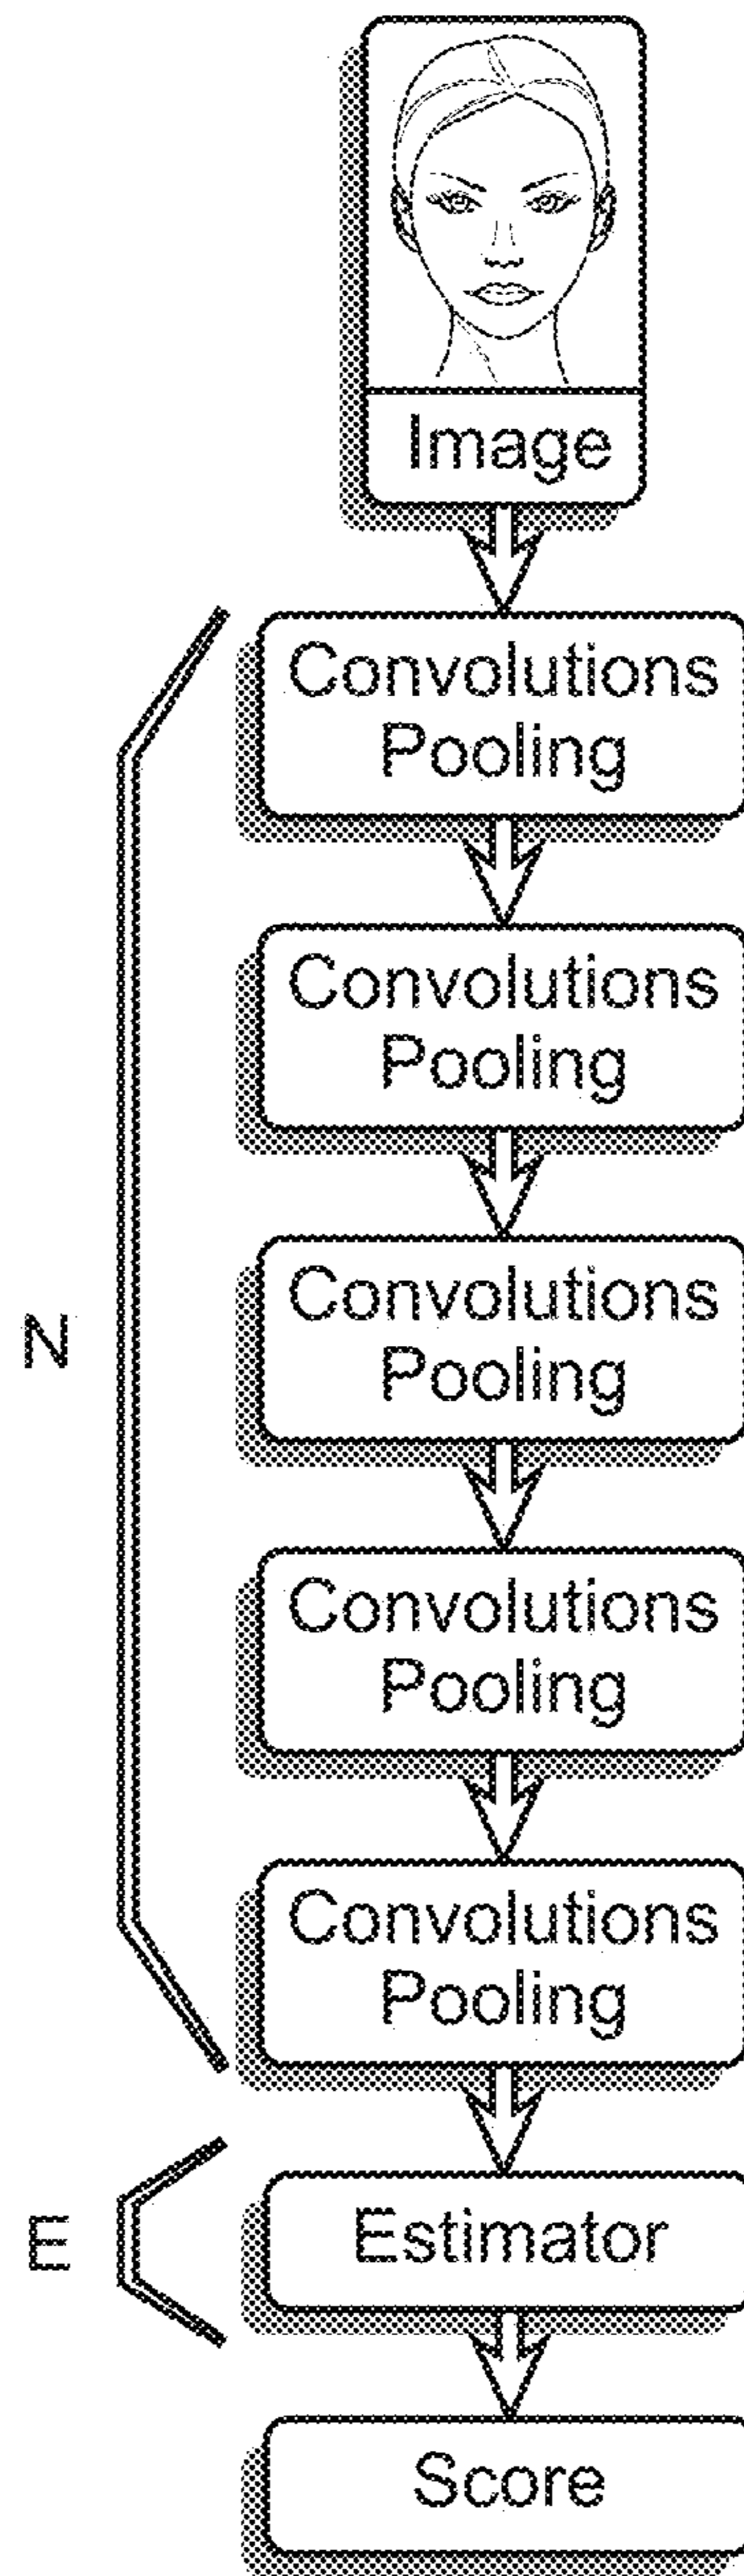 Image
Convolutions
Pooling
Convolutions
Pooling
N
Convolutions
Pooling
Convolutions
Pooling
Convolutions
Pooling
E
Estimator
Score